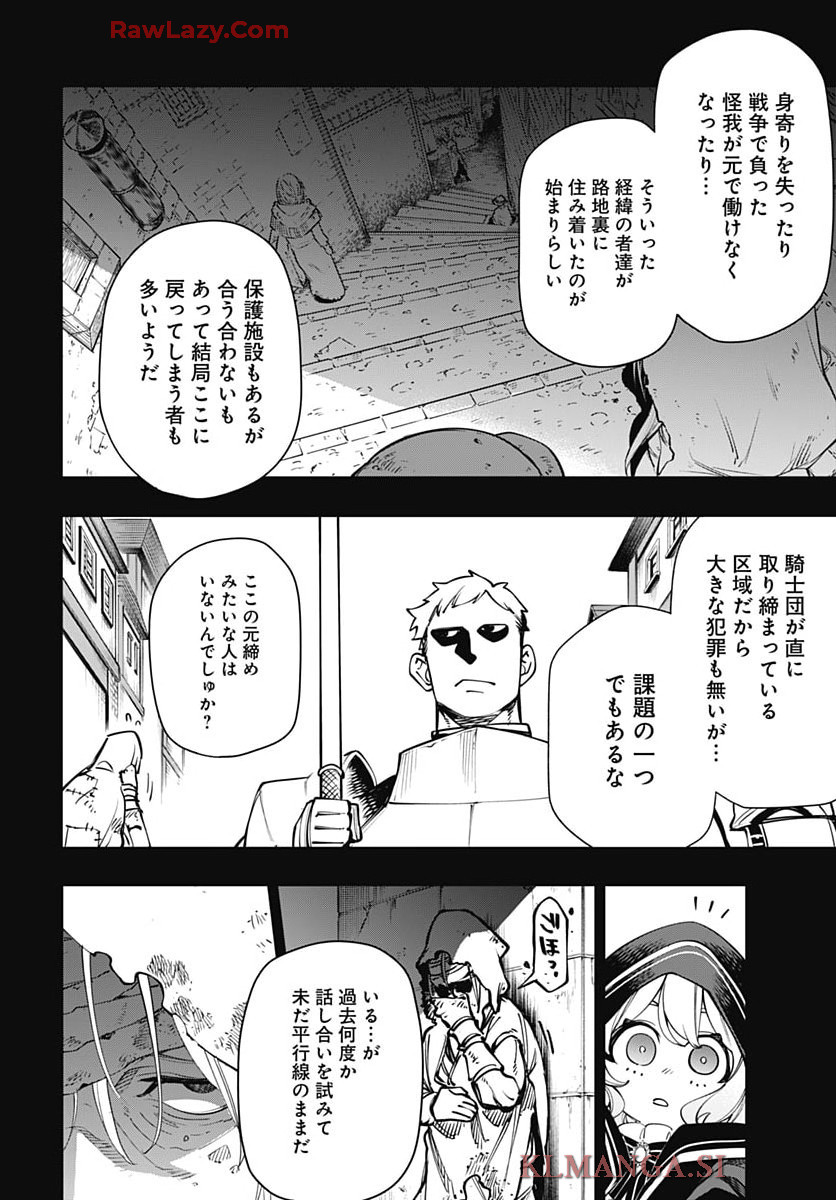 RawLazy.Com
身寄りを失ったり
戦争で負った
怪我が元で働けなく
なったり…
そういった
経緯の者達が
路地裏に
住み着いたのが
始まりらしい
保護施設もあるが
合う合わないも
あって結局ここに
戻ってしまう者も
多いようだ
騎士団が直に
取り締まっている
区域だから
大きな犯罪も無いが…
課題の一つ
でもあるな
ここの元締め
みたいな人は
いないんでしゅか?
いる…が
過去何度か
話し合いを試みて
未だ平行線のままだ
KLMANGA.SI